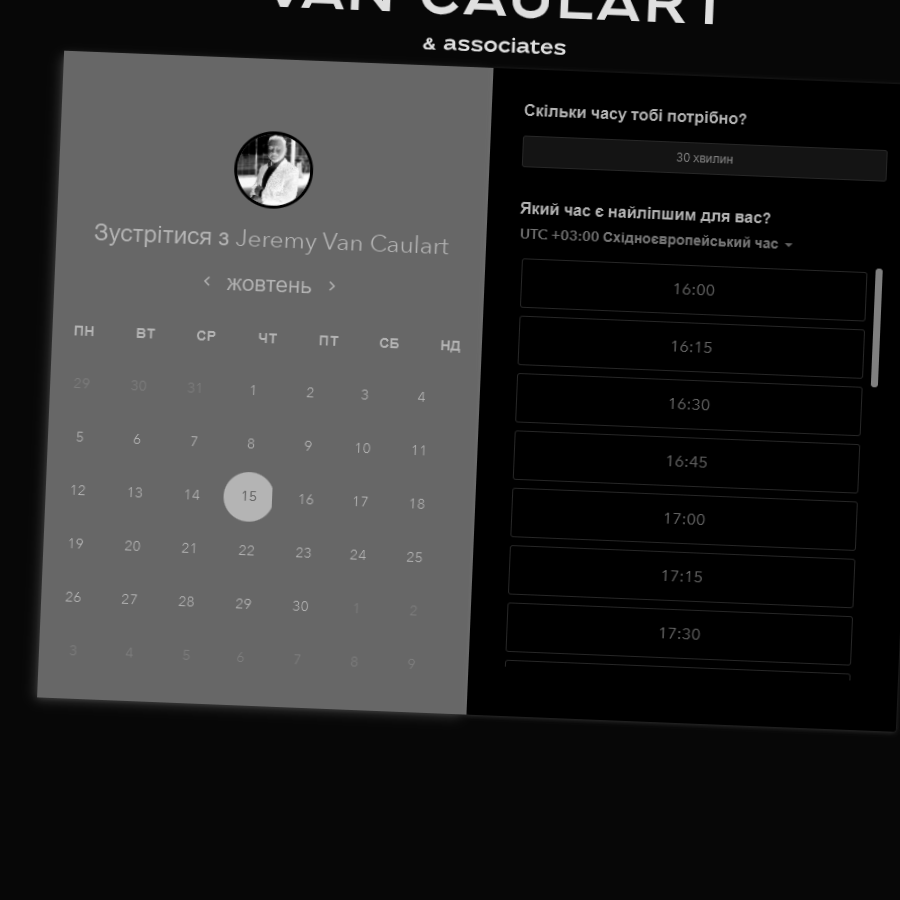 VAN CAULART
& associates
Зустрітися з Jeremy Van Caulart
жовтень
ПН ВТ СР ЧТ ПТ СБ НД
29 30 31 1 2 3 4
5 6 7 8 9 10 11
12 13 14 15 16 17 18
19 20 21 22 23 24 25
26 27 28 29 30 1 2
3 4 5 6 7 8 9
Скільки часу тобі потрібно?
30 хвилин
Який час є найліпшим для вас?
UTC +03:00 Східноєвропейський час
16:00
16:15
16:30
16:45
17:00
17:15
17:30